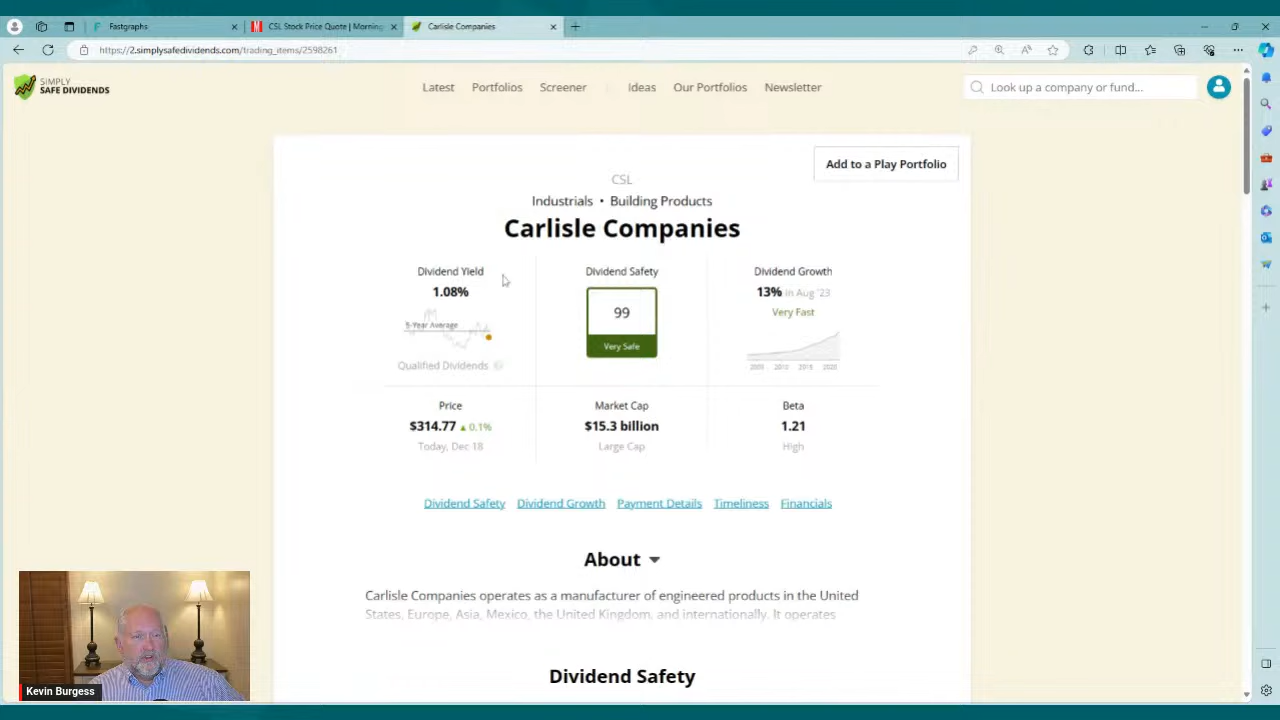 Fastgraphs
CSL Stock Price Quote | Morning
Carlisle Companies
https://2.simplysafedividends.com/trading_items/2598261
SIMPLY
SAFE DIVIDENDS
Latest Portfolios Screener Ideas Our Portfolios Newsletter
Look up a company or fund...
Add to a Play Portfolio
CSL
Industrials • Building Products
Carlisle Companies
Dividend Yield
1.08%
5-Year Average
Qualified Dividends
Dividend Safety
99
Very Safe
Dividend Growth
13% in Aug '23
Very Fast
2005 2010 2015 2020
Price
$314.77 ▲ 0.1%
Today, Dec 18
Market Cap
$15.3 billion
Large Cap
Beta
1.21
High
Dividend Safety Dividend Growth Payment Details Timeliness Financials
About
Carlisle Companies operates as a manufacturer of engineered products in the United
States, Europe, Asia, Mexico, the United Kingdom, and internationally. It operates
Dividend Safety
Kevin Burgess